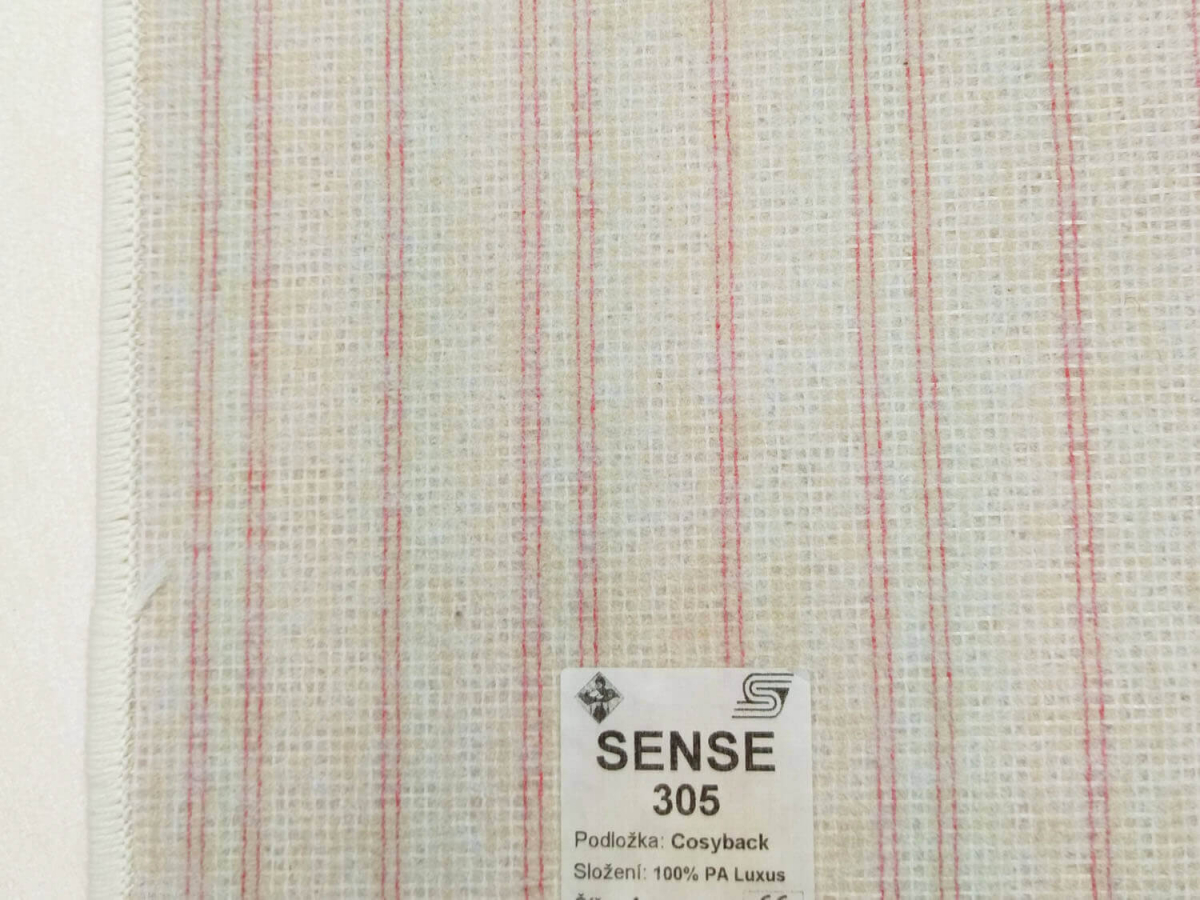 SENSE
305
Podložka: Cosyback
Složení: 100% PA Luxus